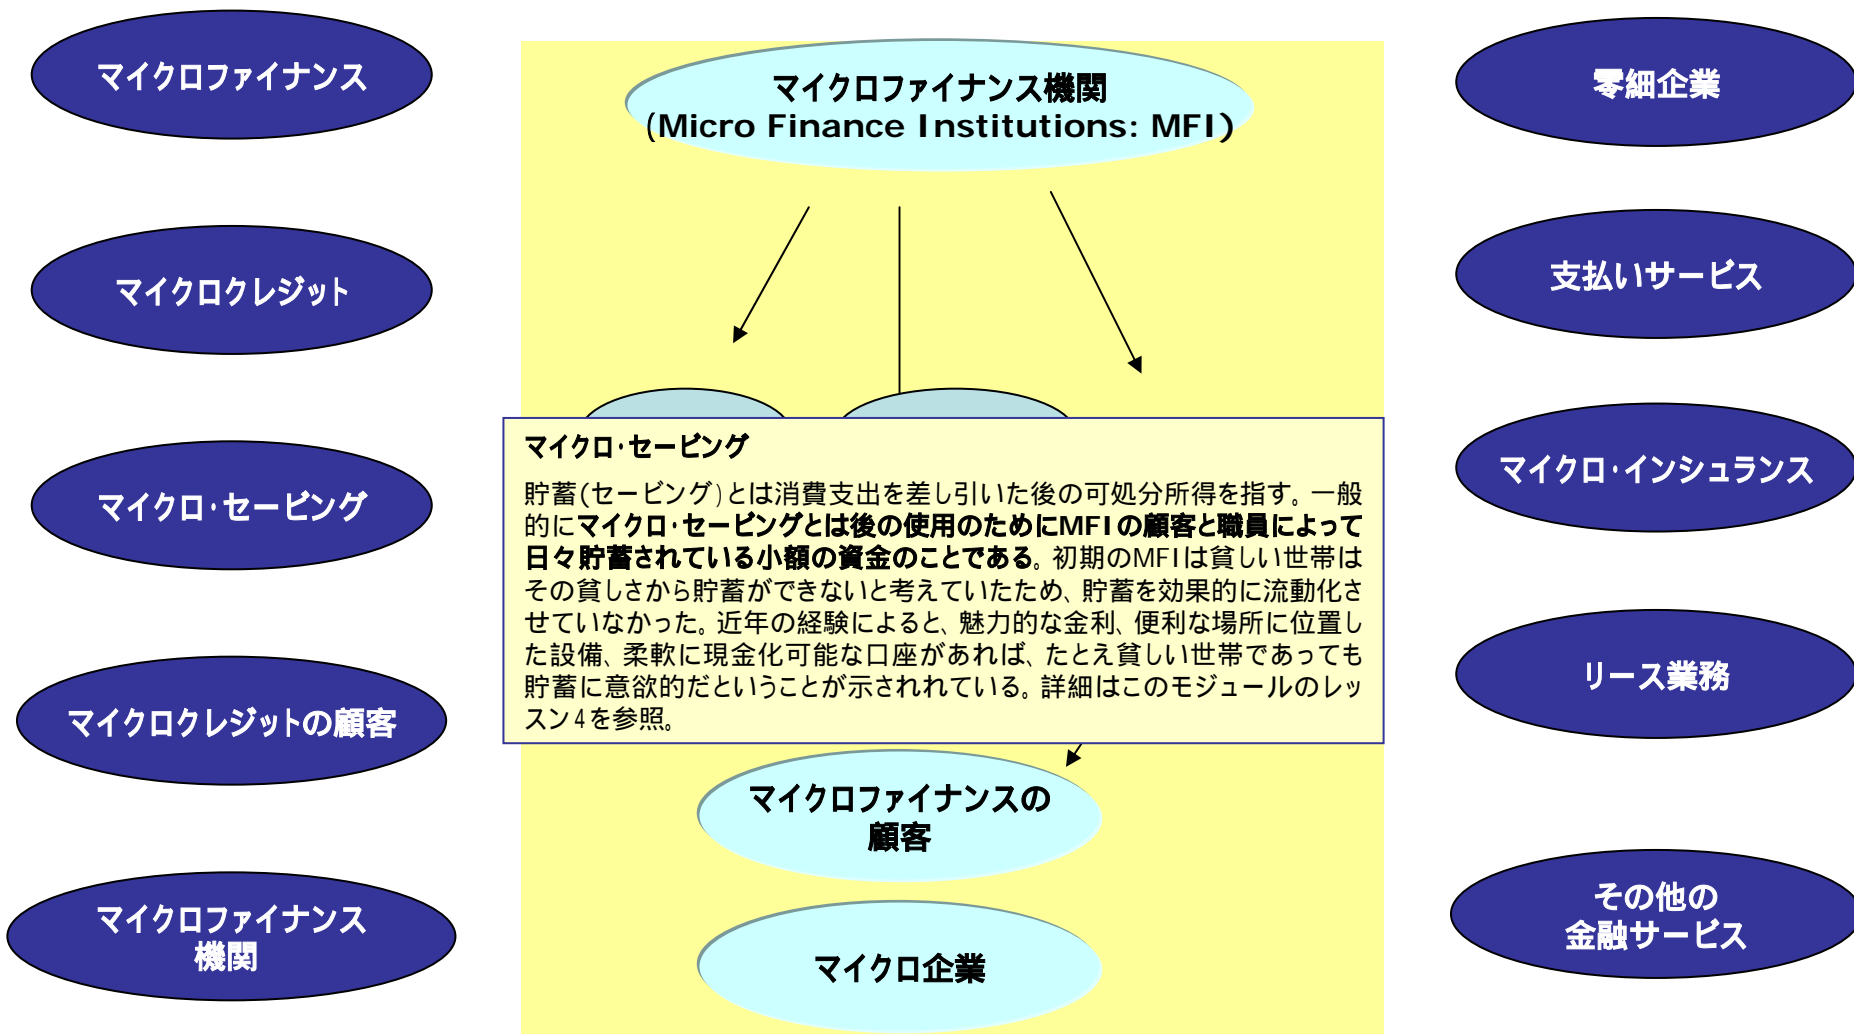 マイクロファイナンス
マイクロクレジット
マイクロ・セービング
マイクロクレジットの顧客
マイクロファイナンス
機関
マイクロファイナンス機関
(Micro Finance Institutions: MFI)
マイクロ・セービング
貯蓄(セービング)とは消費支出を差し引いた後の可処分所得を指す。一般
的にマイクロ・セービングとは後の使用のためにMFIの顧客と職員によって
日々貯蓄されている小額の資金のことである。初期のMFIは貧しい世帯は
その貧しさから貯蓄ができないと考えていたため、貯蓄を効果的に流動化さ
せていなかった。近年の経験によると、魅力的な金利、便利な場所に位置し
た設備、柔軟に現金化可能な口座があれば、たとえ貧しい世帯であっても
貯蓄に意欲的だということが示されれている。詳細はこのモジュールのレッ
スン4を参照。
マイクロファイナンスの
顧客
マイクロ企業
零細企業
支払いサービス
マイクロ・インシュランス
リース業務
その他の
金融サービス